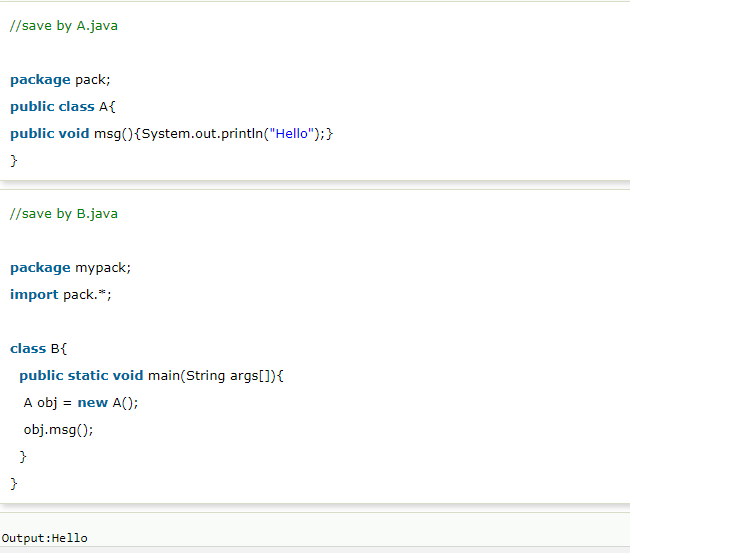 //save by A.java
package pack;
public class A{
public void msg(){System.out.println("Hello");}
}
//save by B.java
package mypack;
import pack.*;
class B{
public static void main(String args[]){
A obj = new A();
obj.msg();
}
}
Output:Hello